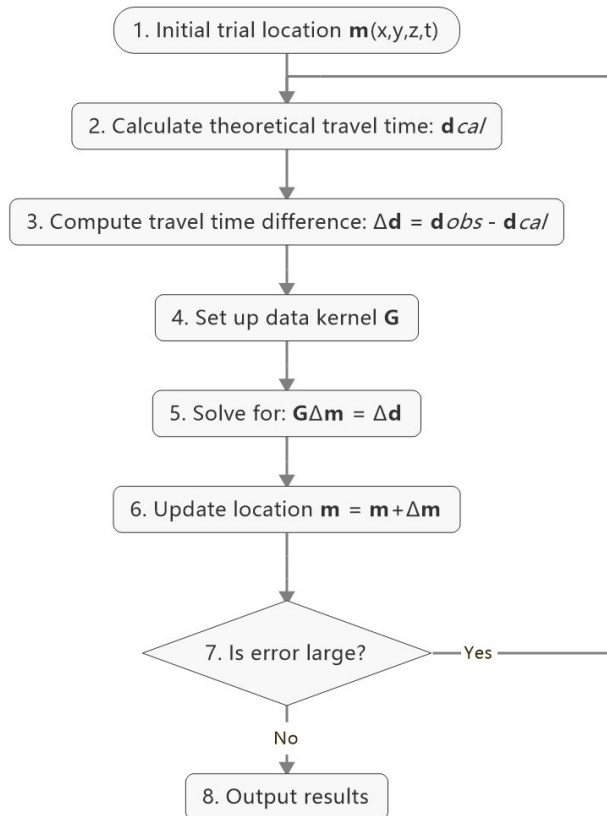 1. Initial trial location m(x,y,z,t)
2. Calculate theoretical travel time: dcal
3. Compute travel time difference: Δd = dobs - dcal
4. Set up data kernel G
5. Solve for: GΔm = Δd
6. Update location m = m+Δm
7. Is error large?
Yes
No
8. Output results